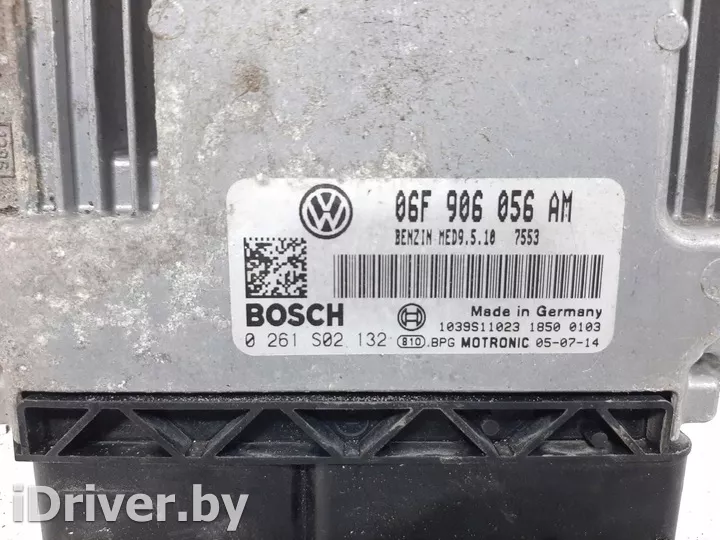 06F 906 056 AM
BENZIN MED9.5.10 7553
BOSCH
Made in Germany
1039S11023 1850 0103
0 261 S02 132 810 .BPG MOTRONIC 05-07-14
iDriver.by